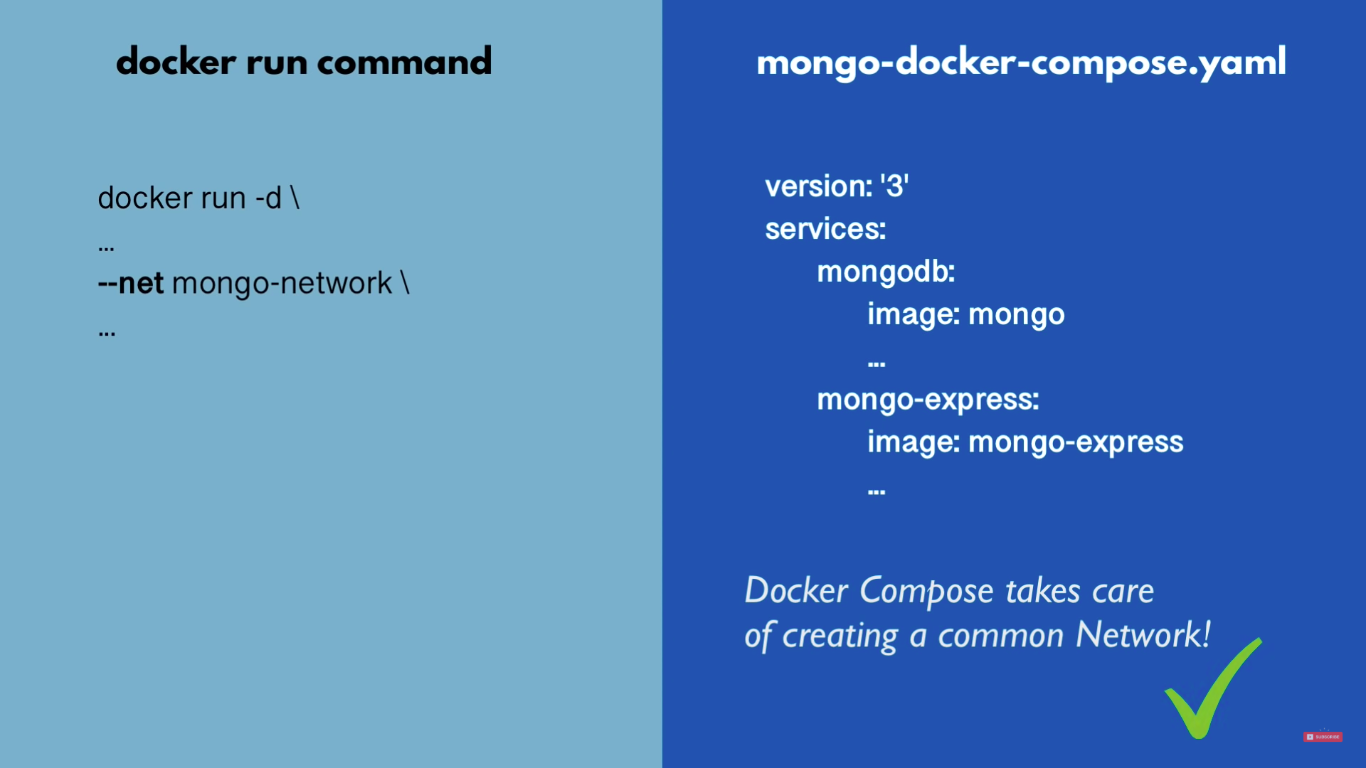 docker run command
docker run -d \
...
--net mongo-network \
...
mongo-docker-compose.yaml
version: '3'
services:
mongodb:
image: mongo
...
mongo-express:
image: mongo-express
...
Docker Compose takes care
of creating a common Network!
SUBSCRIBE